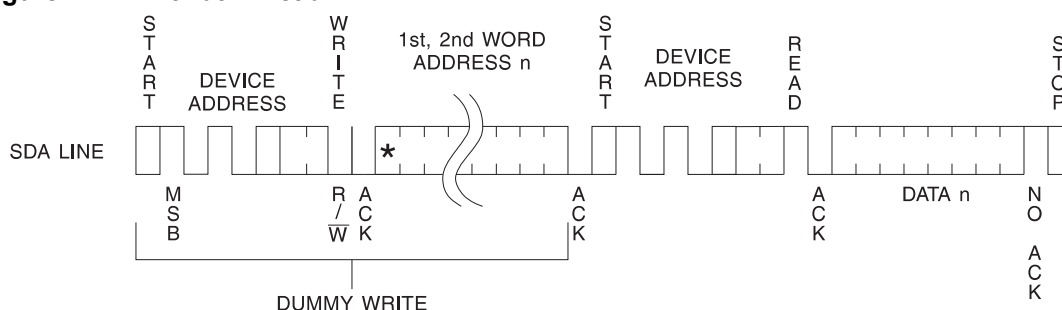 START
WRITE
1st, 2nd WORD
ADDRESS n
START
READ
STOP
DEVICE
ADDRESS
DEVICE
ADDRESS
SDA LINE
*
MSB
R/W
ACK
ACK
ACK
DATA n
NO ACK
DUMMY WRITE